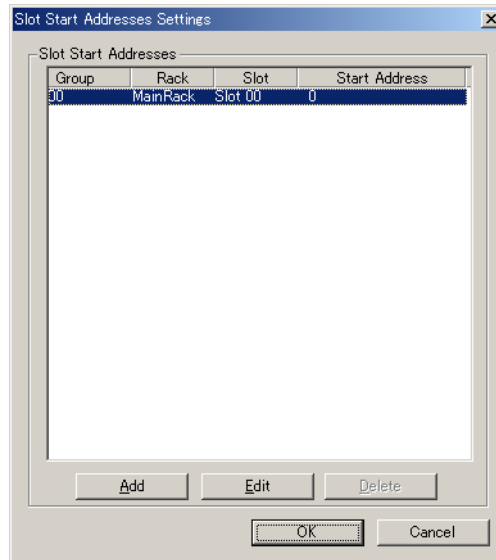 Slot Start Addresses Settings
Slot Start Addresses
Group Rack Slot Start Address
00 MainRack Slot 00 0
Add Edit Delete
OK Cancel